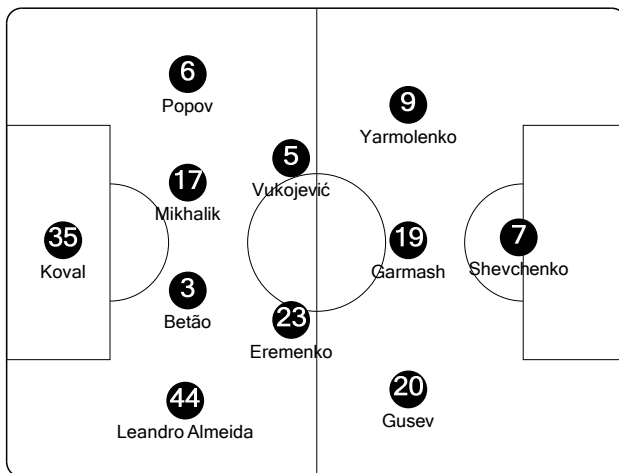 6
Popov
9
Yarmolenko
5
Vukojević
17
Mikhalik
35
Koval
19
Garmash
7
Shevchenko
3
Betão
23
Eremenko
44
Leandro Almeida
20
Gusev